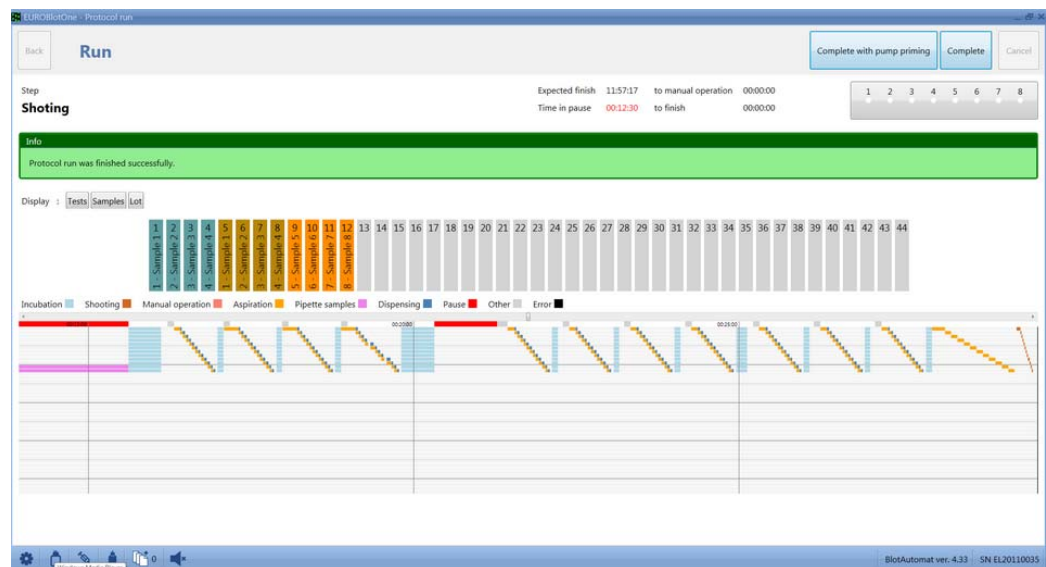 EUROBlotOne - Protocol run
Back
Run
Complete with pump priming
Complete
Cancel
Step
Shoting
Expected finish 11:57:17 to manual operation 00:00:00
Time in pause 00:12:30 to finish 00:00:00
1 2 3 4 5 6 7 8
Info
Protocol run was finished successfully.
Display : Tests Samples Lot
1 2 3 4 5 6 7 8 9 10 11 12 13 14 15 16 17 18 19 20 21 22 23 24 25 26 27 28 29 30 31 32 33 34 35 36 37 38 39 40 41 42 43 44
1 - Sample 1
2 - Sample 2
3 - Sample 3
4 - Sample 4
1 - Sample 1
2 - Sample 2
3 - Sample 3
4 - Sample 4
5 - Sample 5
6 - Sample 6
7 - Sample 7
8 - Sample 8
Incubation Shooting Manual operation Aspiration Pipette samples Dispensing Pause Other Error
00:20:00 00:25:00
0
BlotAutomat ver. 4.33 SN EL20110035